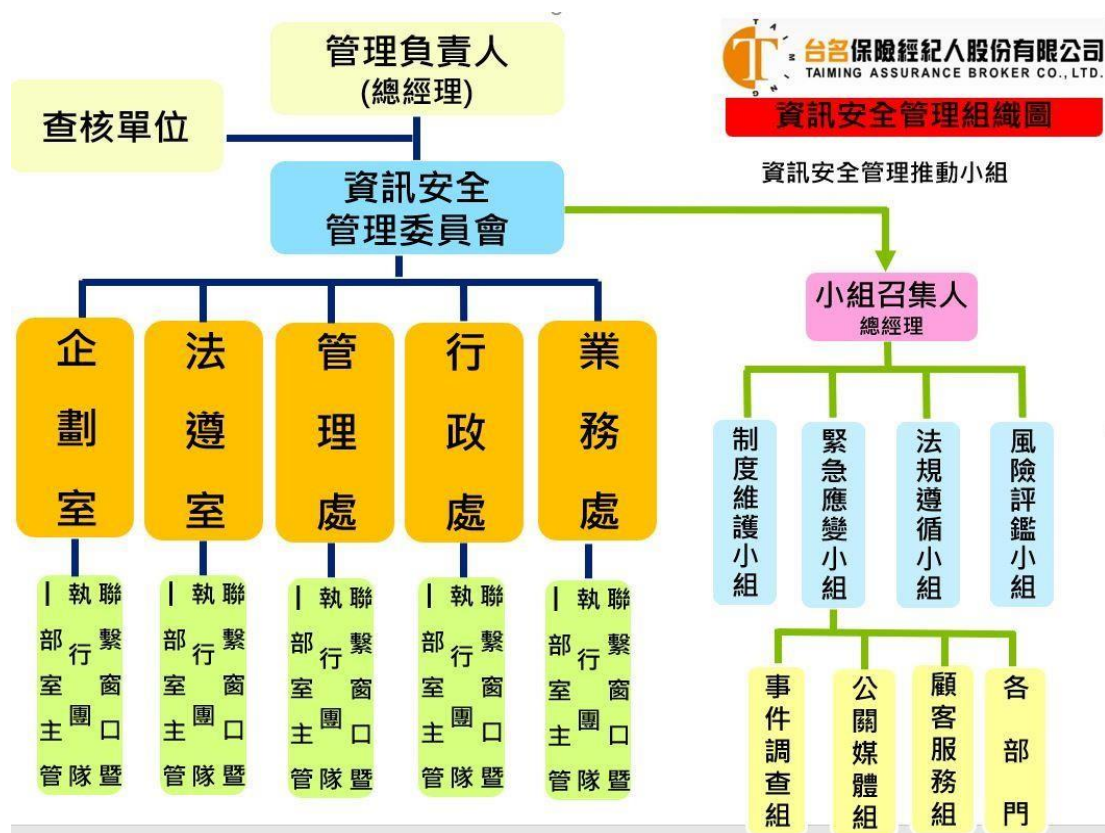 管理負責人
(總經理)
查核單位
TAIMING
台名保險經紀人股份有限公司
TAIMING ASSURANCE BROKER CO., LTD.
資訊安全管理組織圖
資訊安全管理推動小組
資訊安全
管理委員會
小組召集人
總經理
企劃室
法遵室
管理處
行政處
業務處
聯繫窗口暨
執行團隊
—部室主管
聯繫窗口暨
執行團隊
—部室主管
聯繫窗口暨
執行團隊
—部室主管
聯繫窗口暨
執行團隊
—部室主管
聯繫窗口暨
執行團隊
—部室主管
制度維護小組
緊急應變小組
法規遵循小組
風險評鑑小組
事件調查組
公關媒體組
顧客服務組
各部門